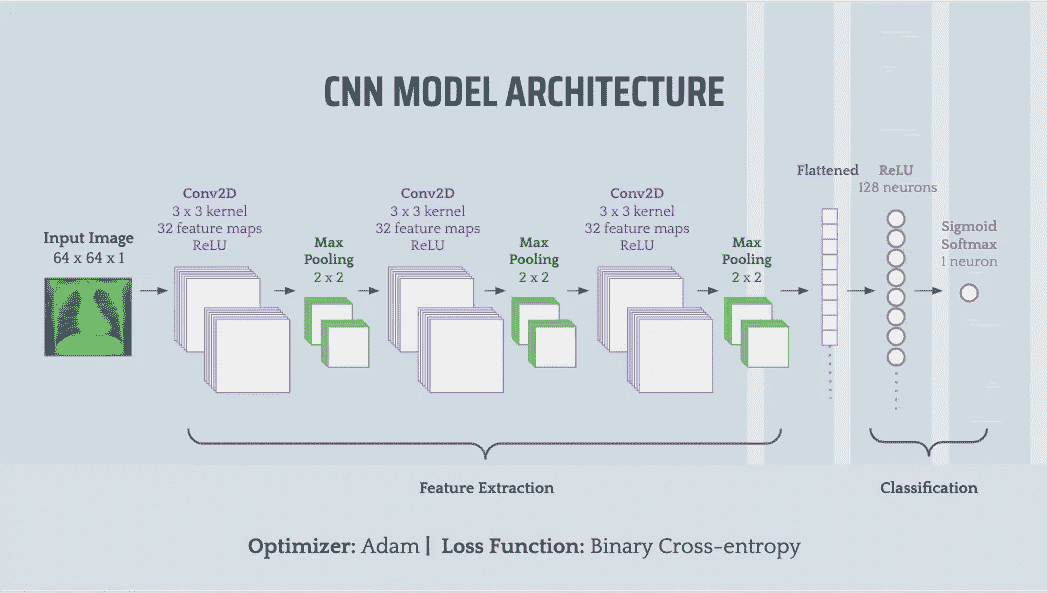 CNN MODEL ARCHITECTURE
Input Image
64 x 64 x 1
Conv2D
3 x 3 kernel
32 feature maps
ReLU
Max
Pooling
2 x 2
Conv2D
3 x 3 kernel
32 feature maps
ReLU
Max
Pooling
2 x 2
Conv2D
3 x 3 kernel
32 feature maps
ReLU
Max
Pooling
2 x 2
Flattened
ReLU
128 neurons
Sigmoid
Softmax
1 neuron
Feature Extraction
Classification
Optimizer: Adam | Loss Function: Binary Cross-entropy